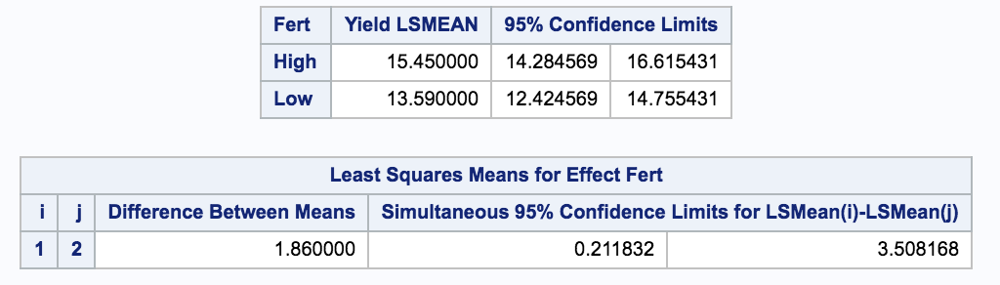 Fert Yield LSMEAN 95% Confidence Limits
High 15.450000 14.284569 16.615431
Low 13.590000 12.424569 14.755431
Least Squares Means for Effect Fert
i j Difference Between Means Simultaneous 95% Confidence Limits for LSMean(i)-LSMean(j)
1 2 1.860000 0.211832 3.508168